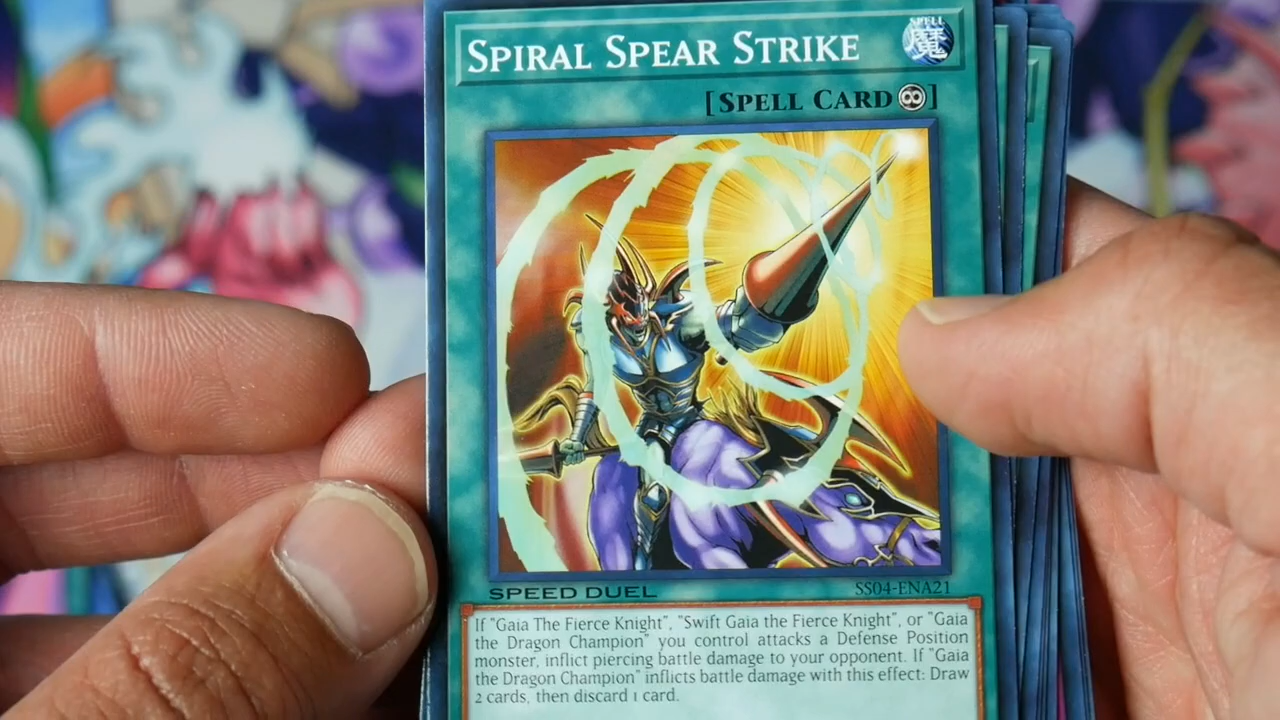 SPIRAL SPEAR STRIKE
SPELL
魔
[SPELL CARD♾]
SPEED DUEL
SS04-ENA21
If "Gaia The Fierce Knight", "Swift Gaia the Fierce Knight", or "Gaia
the Dragon Champion" you control attacks a Defense Position
monster, inflict piercing battle damage to your opponent. If "Gaia
the Dragon Champion" inflicts battle damage with this effect: Draw
2 cards, then discard 1 card.